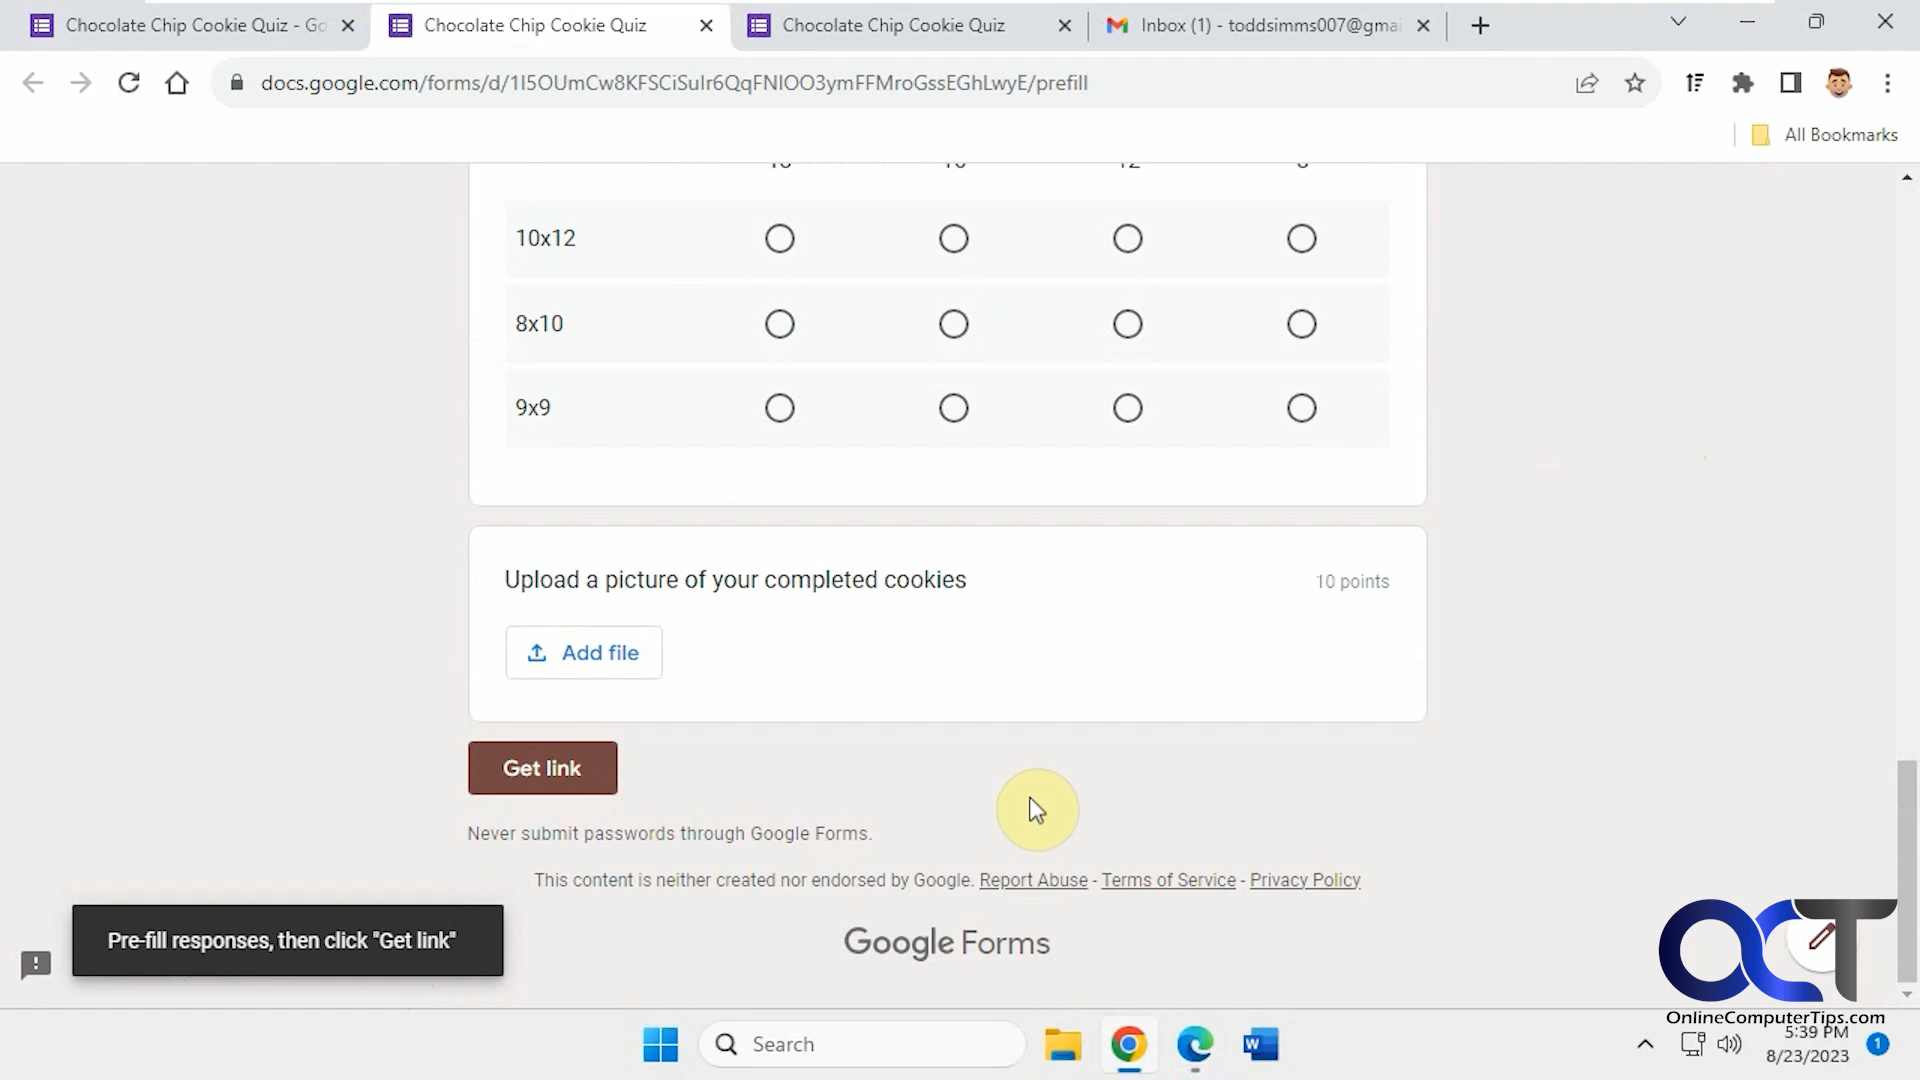 Chocolate Chip Cookie Quiz - Go
Chocolate Chip Cookie Quiz
Chocolate Chip Cookie Quiz
Inbox (1) - toddsimms007@gmai
docs.google.com/forms/d/1I5OUmCw8KFSCiSuIr6QqFNIOO3ymFFMroGssEGhLwyE/prefill
All Bookmarks
10x12
8x10
9x9
Upload a picture of your completed cookies
10 points
Add file
Get link
Never submit passwords through Google Forms.
This content is neither created nor endorsed by Google. Report Abuse - Terms of Service - Privacy Policy
Google Forms
Pre-fill responses, then click "Get link"
OCT
OnlineComputerTips.com
Search
W
5:39 PM
8/23/2023
1